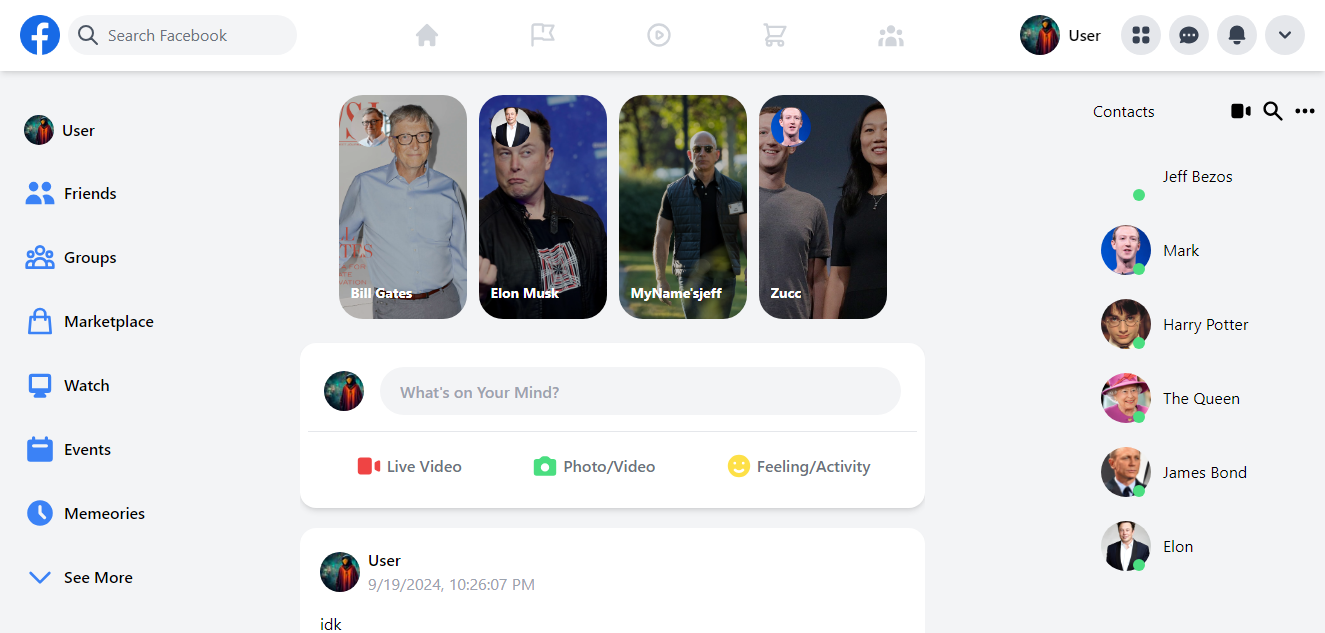 Search Facebook
User
User
Friends
Groups
Marketplace
Watch
Events
Memeories
See More
Bill Gates
Elon Musk
MyName'sjeff
Zucc
What's on Your Mind?
Live Video
Photo/Video
Feeling/Activity
User
9/19/2024, 10:26:07 PM
idk
Contacts
Jeff Bezos
Mark
Harry Potter
The Queen
James Bond
Elon